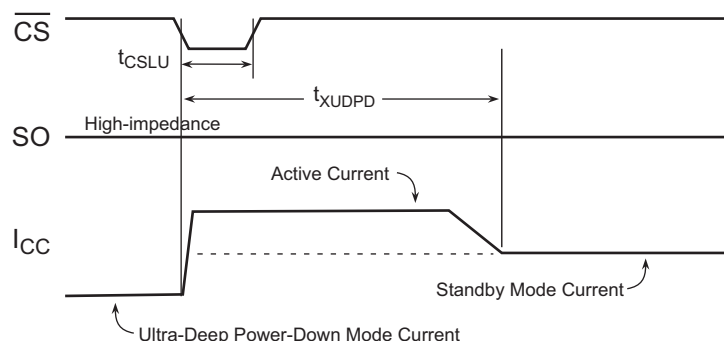 CS
tCSLU
tXUDPD
High-impedance
SO
Active Current
ICC
Standby Mode Current
Ultra-Deep Power-Down Mode Current